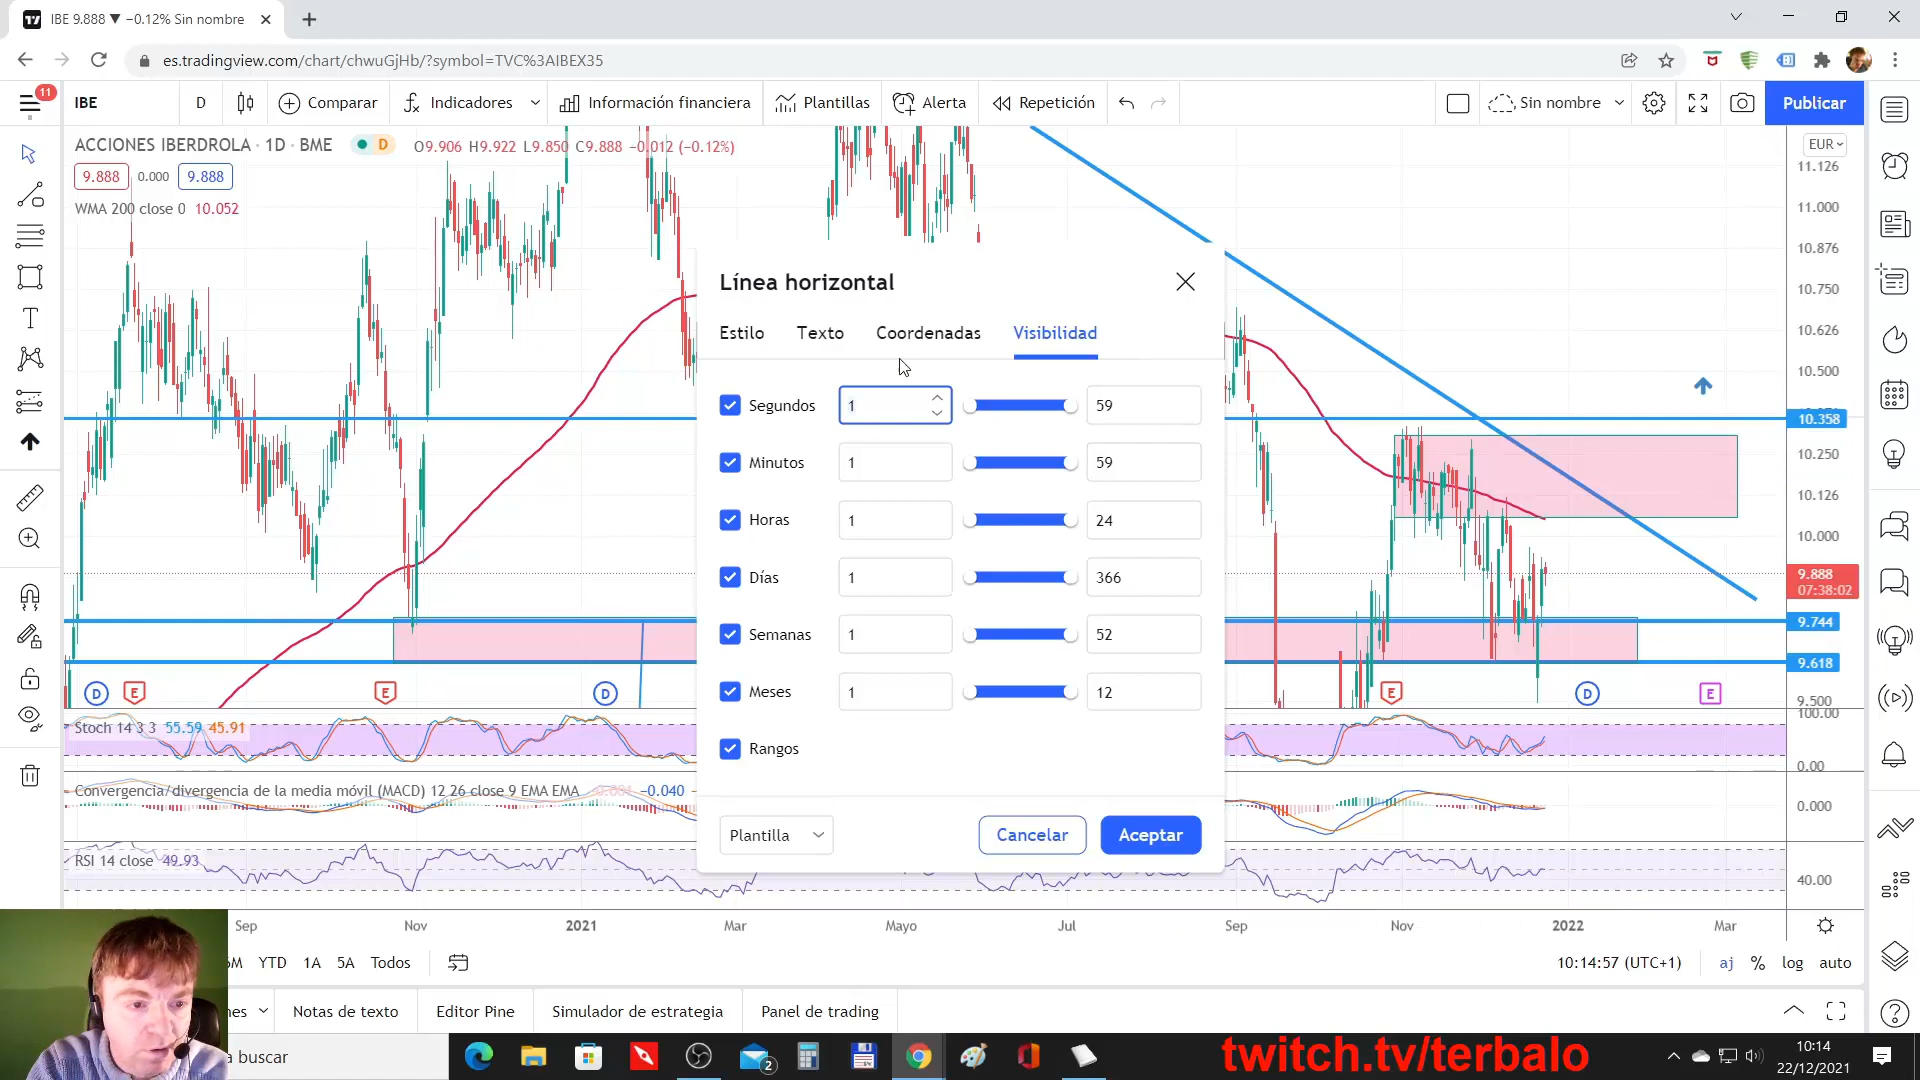 IBE 9.888 ▼ −0.12% Sin nombre
es.tradingview.com/chart/chwuGjHb/?symbol=TVC%3AIBEX35
11
IBE
D
Comparar
Indicadores
Información financiera
Plantillas
Alerta
Repetición
Sin nombre
Publicar
ACCIONES IBERDROLA · 1D · BME
D
O9.906 H9.922 L9.850 C9.888 −0.012 (−0.12%)
EUR
9.888 0.000 9.888
WMA 200 close 0 10.052
11.126
11.000
10.876
10.750
10.626
10.500
10.358
10.250
10.126
10.000
9.888
07:38:02
9.744
9.618
9.500
Línea horizontal
Estilo
Texto
Coordenadas
Visibilidad
Segundos 1 59
Minutos 1 59
Horas 1 24
Días 1 366
Semanas 1 52
Meses 1 12
Rangos
Plantilla
Cancelar
Aceptar
D E E D E D E
Stoch 14 3 3 55.59 45.91
100.00
0.00
Convergencia/divergencia de la media móvil (MACD) 12 26 close 9 EMA EMA −0.001 −0.040
0.000
RSI 14 close 49.93
40.00
Sep Nov 2021 Mar Mayo Jul Sep Nov 2022 Mar
YTD 1A 5A Todos
10:14:57 (UTC+1)
aj % log auto
Notas de texto
Editor Pine
Simulador de estrategia
Panel de trading
buscar
2
twitch.tv/terbalo
10:14
22/12/2021